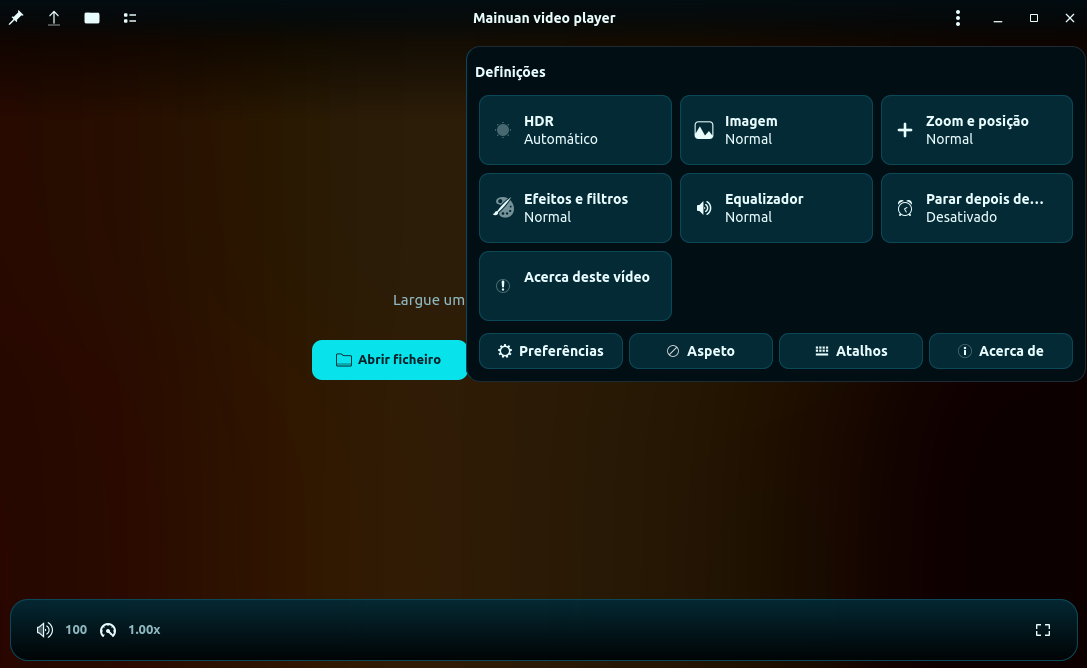 Mainuan video player
Definições
HDR
Automático
Imagem
Normal
Zoom e posição
Normal
Efeitos e filtros
Normal
Equalizador
Normal
Parar depois de...
Desativado
Acerca deste vídeo
Largue um
Abrir ficheiro
Preferências
Aspeto
Atalhos
Acerca de
100
1.00x